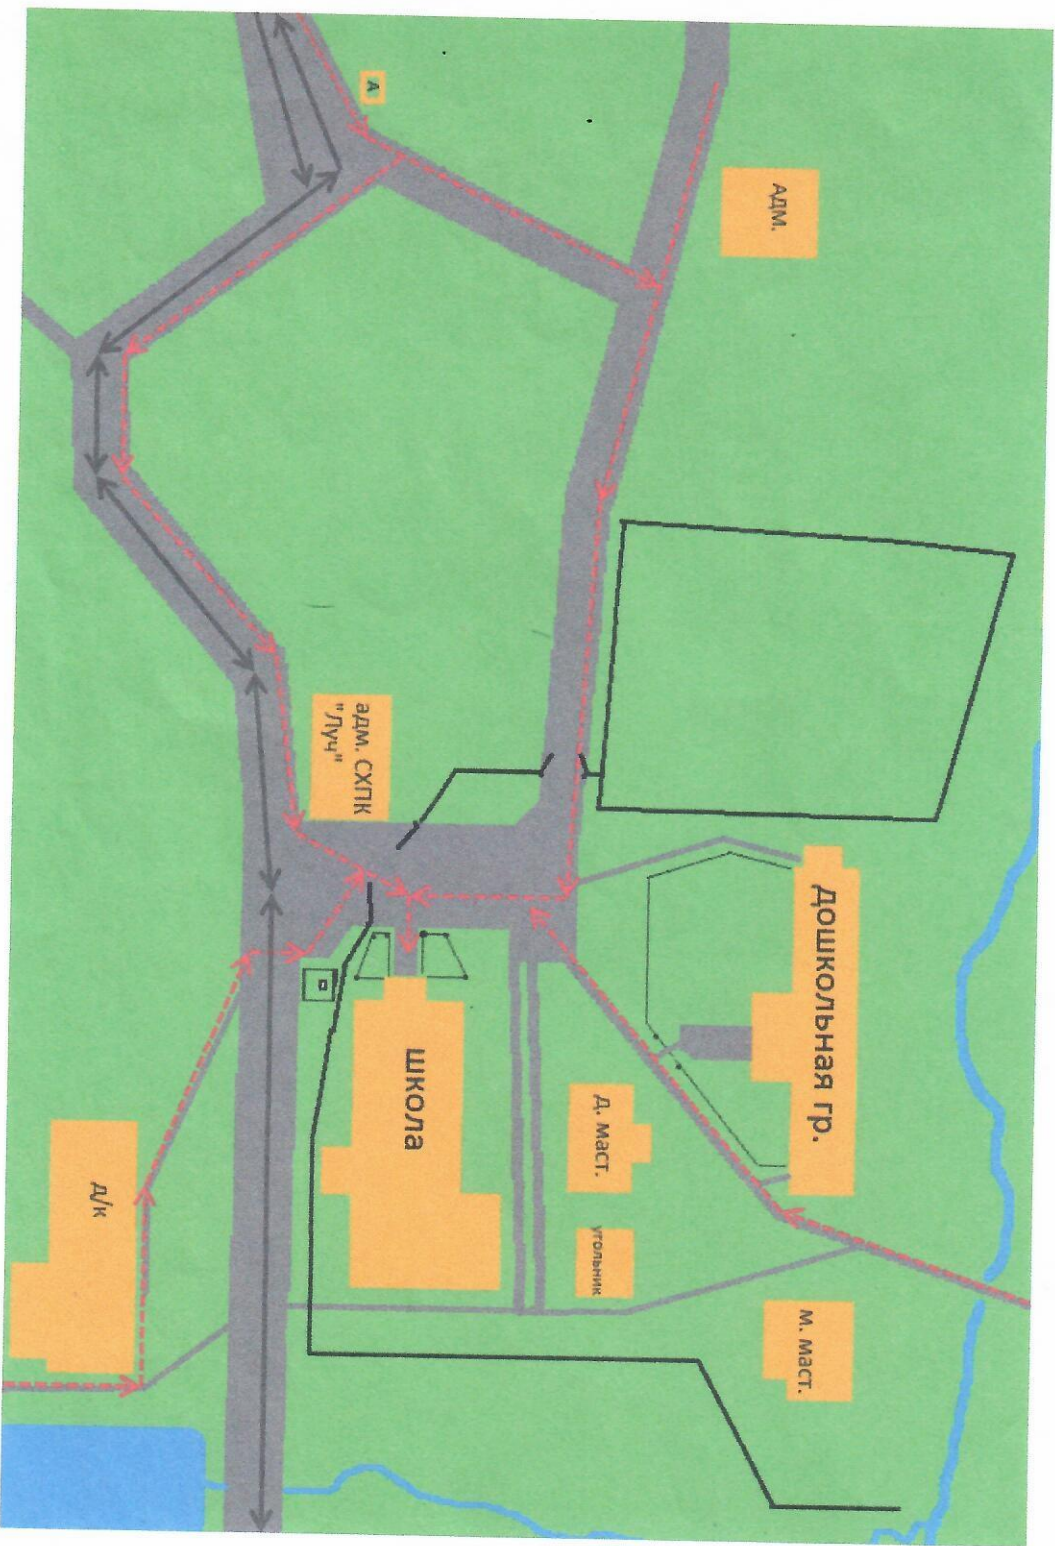 А
АДМ.
адм. СХПК
"Луч"
дошкольная гр.
школа
д. маст.
угольник
м. маст.
д/к